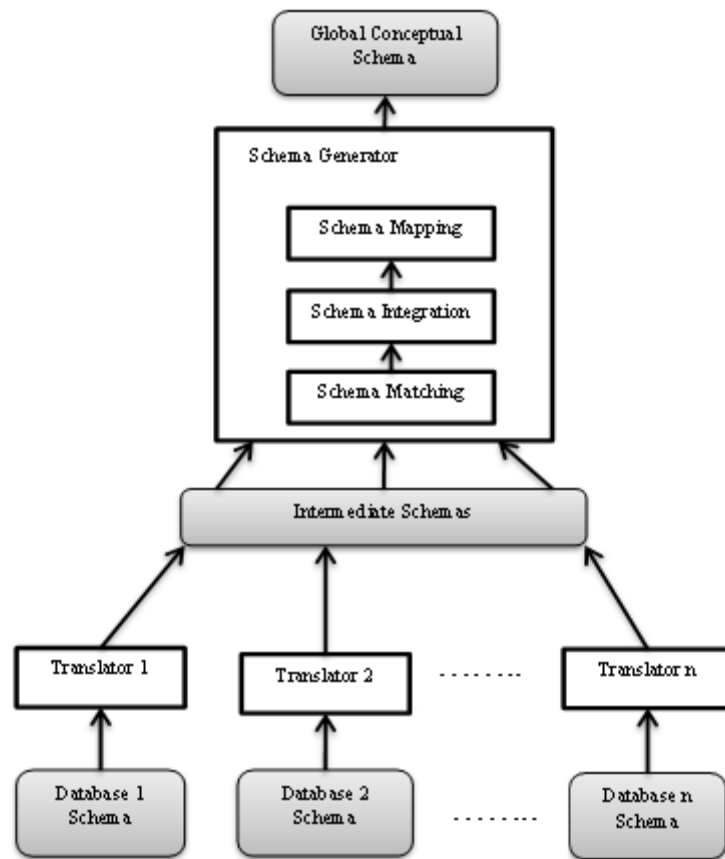 Global Conceptual
Schema
Schema Generator
Schema Mapping
Schema Integration
Schema Matching
Intermediate Schemas
Translator 1
Translator 2
........
Translator n
Database 1
Schema
Database 2
Schema
........
Database n
Schema